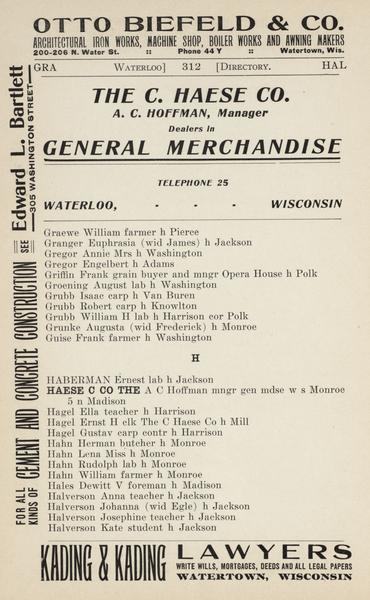 OTTO BIEFELD & CO.
ARCHITECTURAL IRON WORKS, MACHINE SHOP, BOILER WORKS AND AWNING MAKERS
200-206 N. Water St. :: Phone 44 Y :: Watertown, Wis.
GRA WATERLOO] 312 [DIRECTORY. HAL
THE C. HAESE CO.
A. C. HOFFMAN, Manager
Dealers in
GENERAL MERCHANDISE
TELEPHONE 25
WATERLOO, - - - WISCONSIN
Graewe William farmer h Pierce
Granger Euphrasia (wid James) h Jackson
Gregor Annie Mrs h Washington
Gregor Engelbert h Adams
Griffin Frank grain buyer and mngr Opera House h Polk
Groening August lab h Washington
Grubb Isaac carp h Van Buren
Grubb Robert carp h Knowlton
Grubb William H lab h Harrison cor Polk
Grunke Augusta (wid Frederick) h Monroe
Guise Frank farmer h Washington
H
HABERMAN Ernest lab h Jackson
HAESE C CO THE A C Hoffman mngr gen mdse w s Monroe
5 n Madison
Hagel Ella teacher h Harrison
Hagel Ernst H clk The C Haese Co h Mill
Hagel Gustav carp contr h Harrison
Hahn Herman butcher h Monroe
Hahn Lena Miss h Monroe
Hahn Rudolph lab h Monroe
Hahn William farmer h Monroe
Hales Dewitt V foreman h Madison
Halverson Anna teacher h Jackson
Halverson Johanna (wid Egle) h Jackson
Halverson Josephine teacher h Jackson
Halverson Kate student h Jackson
FOR ALL KINDS OF CEMENT AND CONCRETE CONSTRUCTION SEE Edward L. Bartlett
305 WASHINGTON STREET
KADING & KADING
LAWYERS
WRITE WILLS, MORTGAGES, DEEDS AND ALL LEGAL PAPERS
WATERTOWN, WISCONSIN